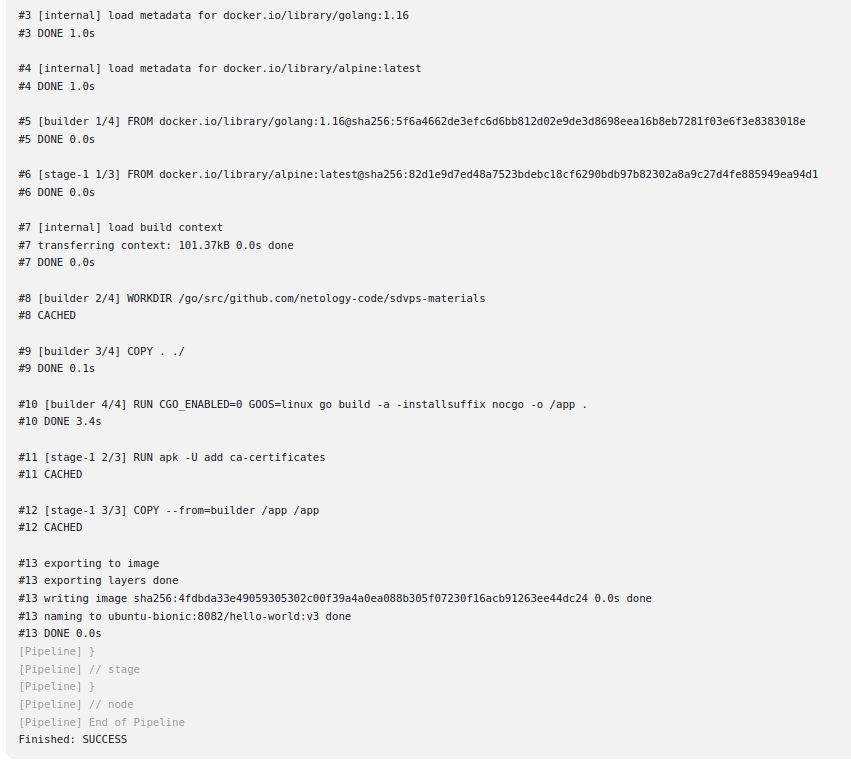 #3 [internal] load metadata for docker.io/library/golang:1.16
#3 DONE 1.0s
#4 [internal] load metadata for docker.io/library/alpine:latest
#4 DONE 1.0s
#5 [builder 1/4] FROM docker.io/library/golang:1.16@sha256:5f6a4662de3efc6d6bb812d02e9de3d8698eea16b8eb7281f03e6f3e8383018e
#5 DONE 0.0s
#6 [stage-1 1/3] FROM docker.io/library/alpine:latest@sha256:82d1e9d7ed48a7523bdebc18cf6290bdb97b82302a8a9c27d4fe885949ea94d1
#6 DONE 0.0s
#7 [internal] load build context
#7 transferring context: 101.37kB 0.0s done
#7 DONE 0.0s
#8 [builder 2/4] WORKDIR /go/src/github.com/netology-code/sdvps-materials
#8 CACHED
#9 [builder 3/4] COPY . ./
#9 DONE 0.1s
#10 [builder 4/4] RUN CGO_ENABLED=0 GOOS=linux go build -a -installsuffix nocgo -o /app .
#10 DONE 3.4s
#11 [stage-1 2/3] RUN apk -U add ca-certificates
#11 CACHED
#12 [stage-1 3/3] COPY --from=builder /app /app
#12 CACHED
#13 exporting to image
#13 exporting layers done
#13 writing image sha256:4fdbda33e49059305302c00f39a4a0ea088b305f07230f16acb91263ee44dc24 0.0s done
#13 naming to ubuntu-bionic:8082/hello-world:v3 done
#13 DONE 0.0s
[Pipeline] }
[Pipeline] // stage
[Pipeline] }
[Pipeline] // node
[Pipeline] End of Pipeline
Finished: SUCCESS